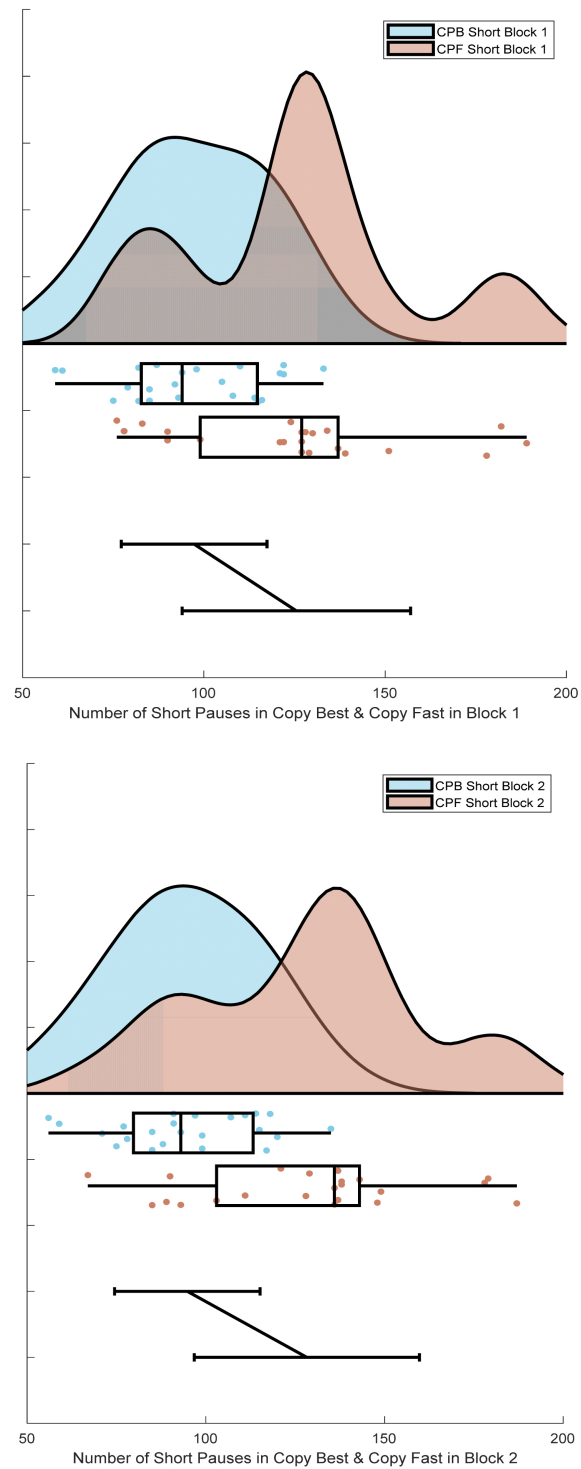 CPB Short Block 1
CPF Short Block 1
50 100 150 200
Number of Short Pauses in Copy Best & Copy Fast in Block 1
CPB Short Block 2
CPF Short Block 2
50 100 150 200
Number of Short Pauses in Copy Best & Copy Fast in Block 2